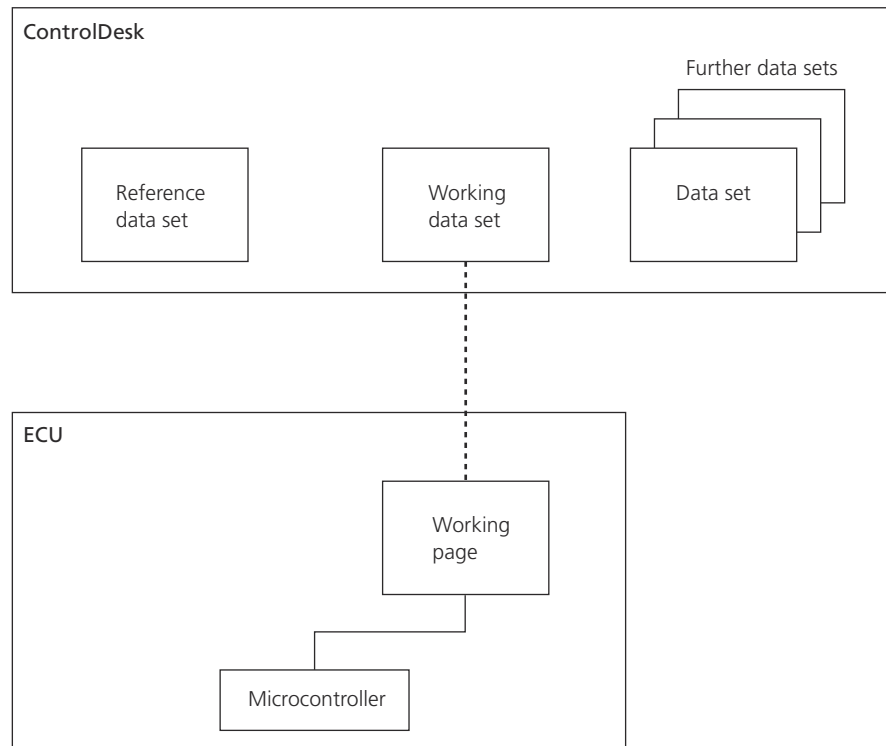 ControlDesk
Further data sets
Reference
data set
Working
data set
Data set
ECU
Working
page
Microcontroller